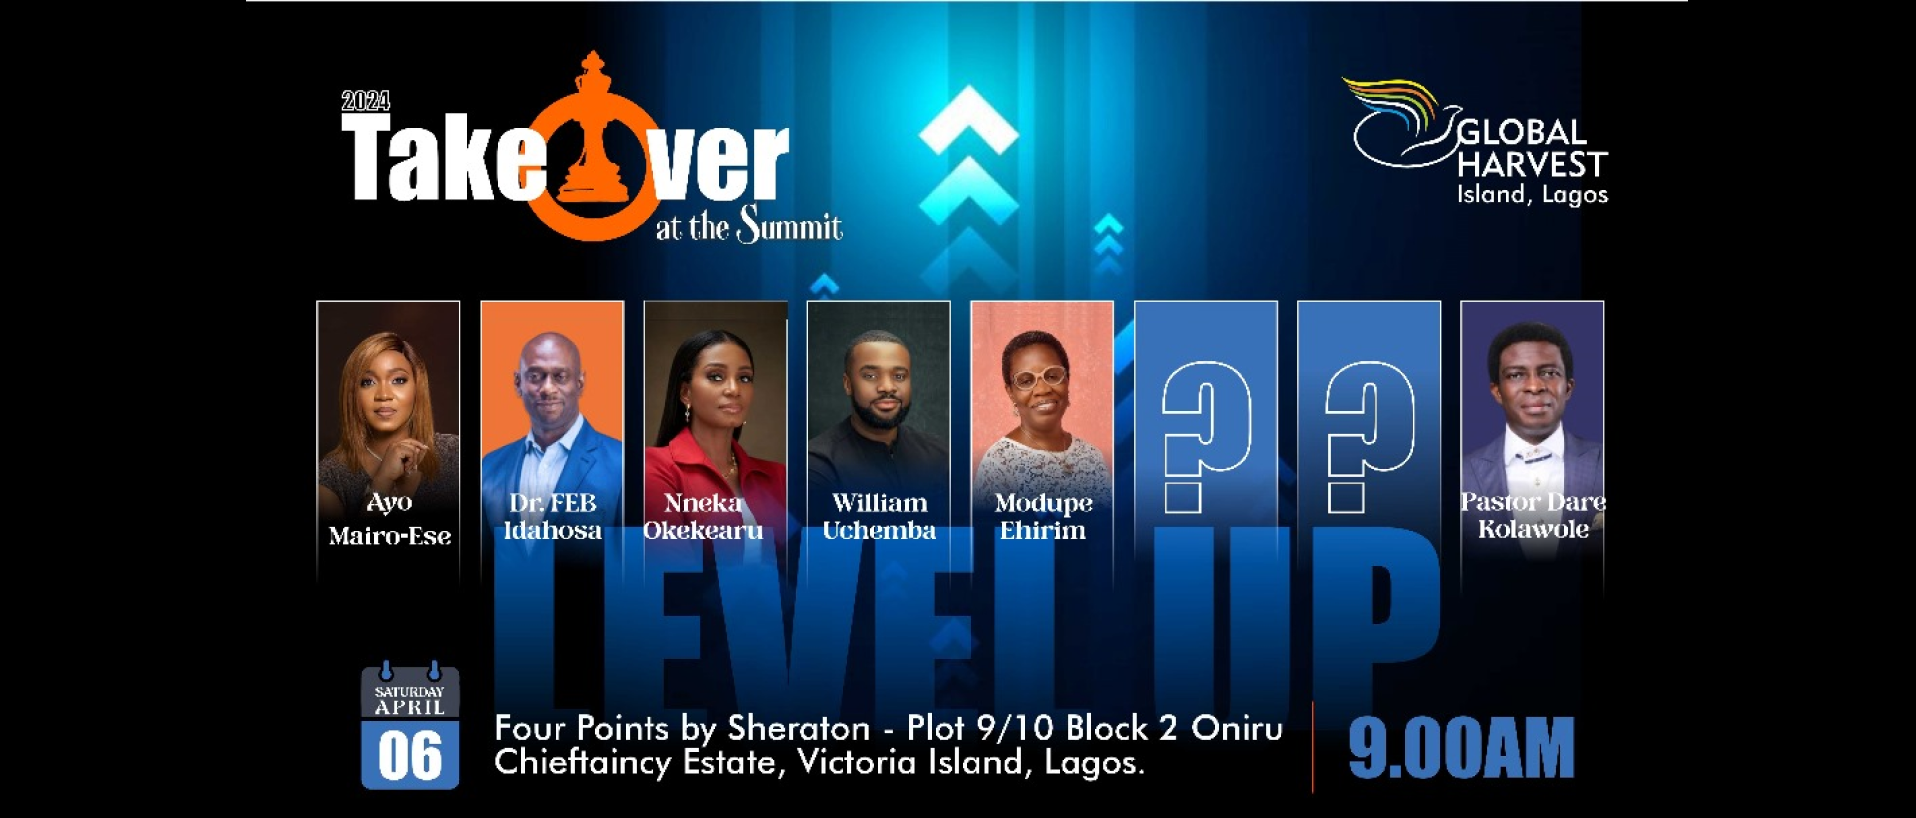 2024
TakeOver
at the Summit
GLOBAL
HARVEST
Island, Lagos
Ayo
Mairo-Ese
Dr. FEB
Idahosa
Nneka
Okekearu
William
Uchemba
Modupe
Ehirim
?
?
Pastor Dare
Kolawole
LEVEL UP
SATURDAY
APRIL
06
Four Points by Sheraton - Plot 9/10 Block 2 Oniru
Chieftaincy Estate, Victoria Island, Lagos.
9.00AM